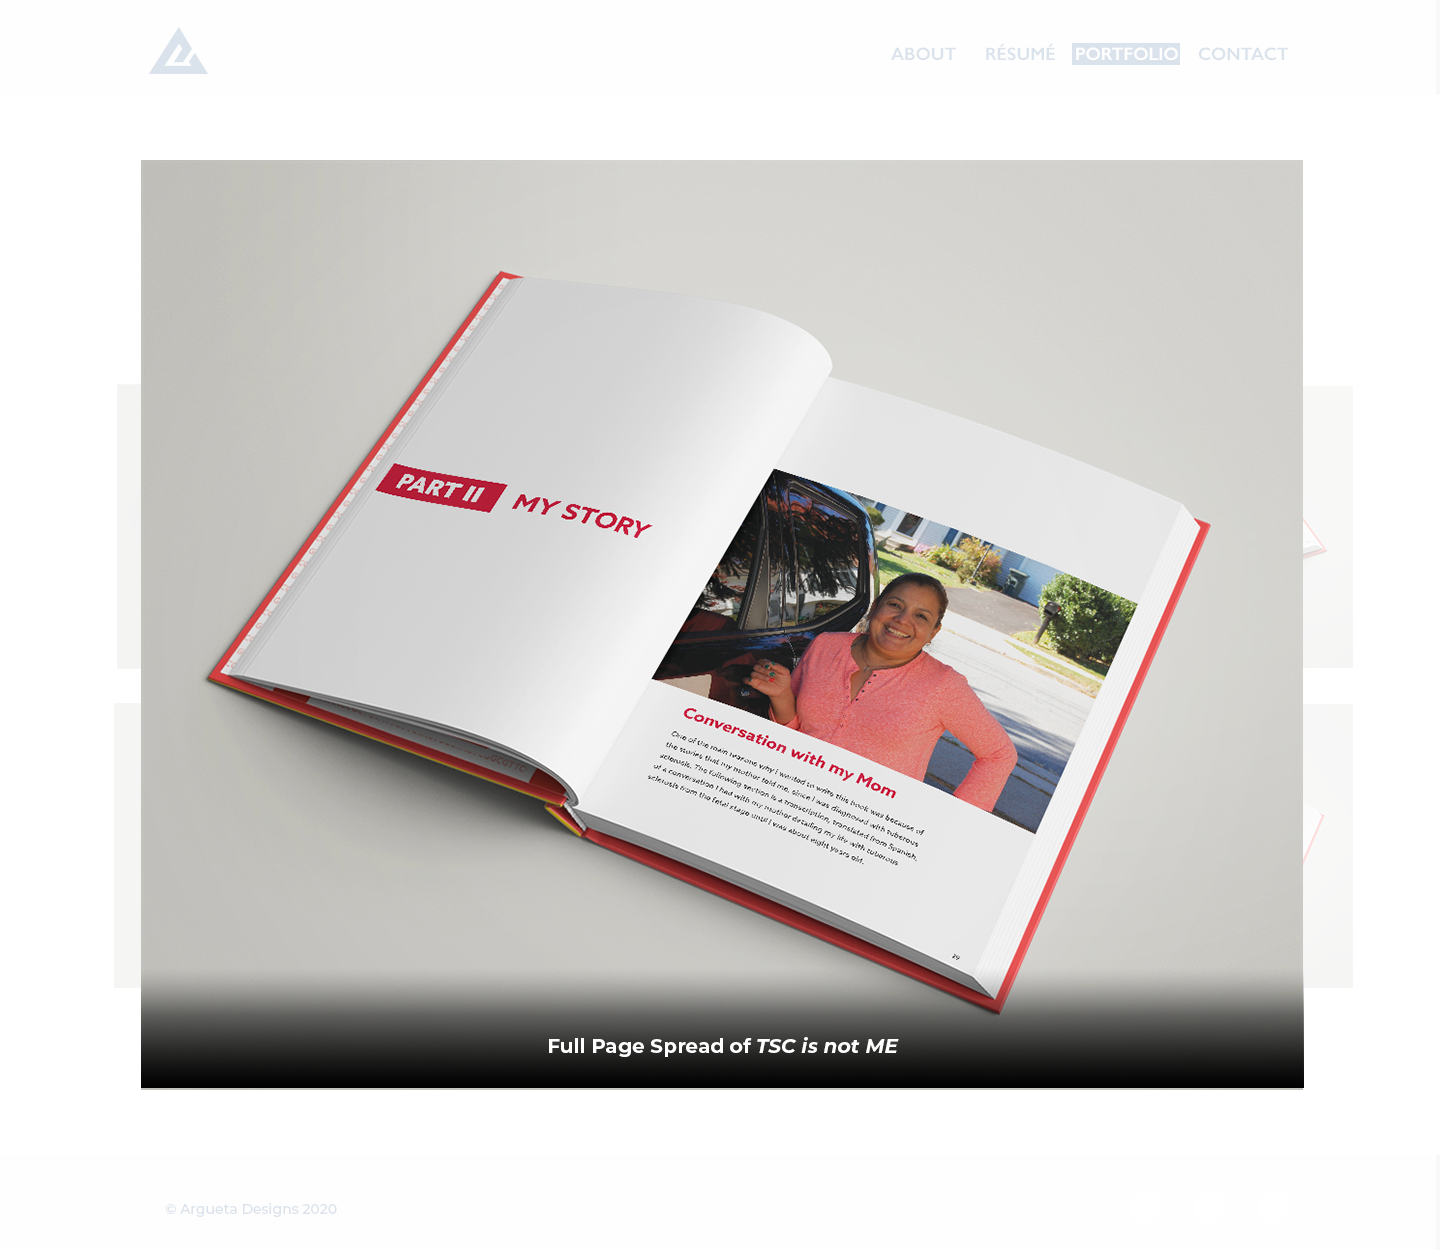 ABOUT RÉSUMÉ PORTFOLIO CONTACT
PART II MY STORY
Conversation with my Mom
One of the main reasons why I wanted to write this book was because of
the stories that my mother told me, since I was diagnosed with tuberous
sclerosis. The following section is a transcription, translated from Spanish,
of a conversation I had with my mother detailing my life with tuberous
sclerosis from the fetal stage until I was about eight years old.
29
Full Page Spread of TSC is not ME
© Argueta Designs 2020